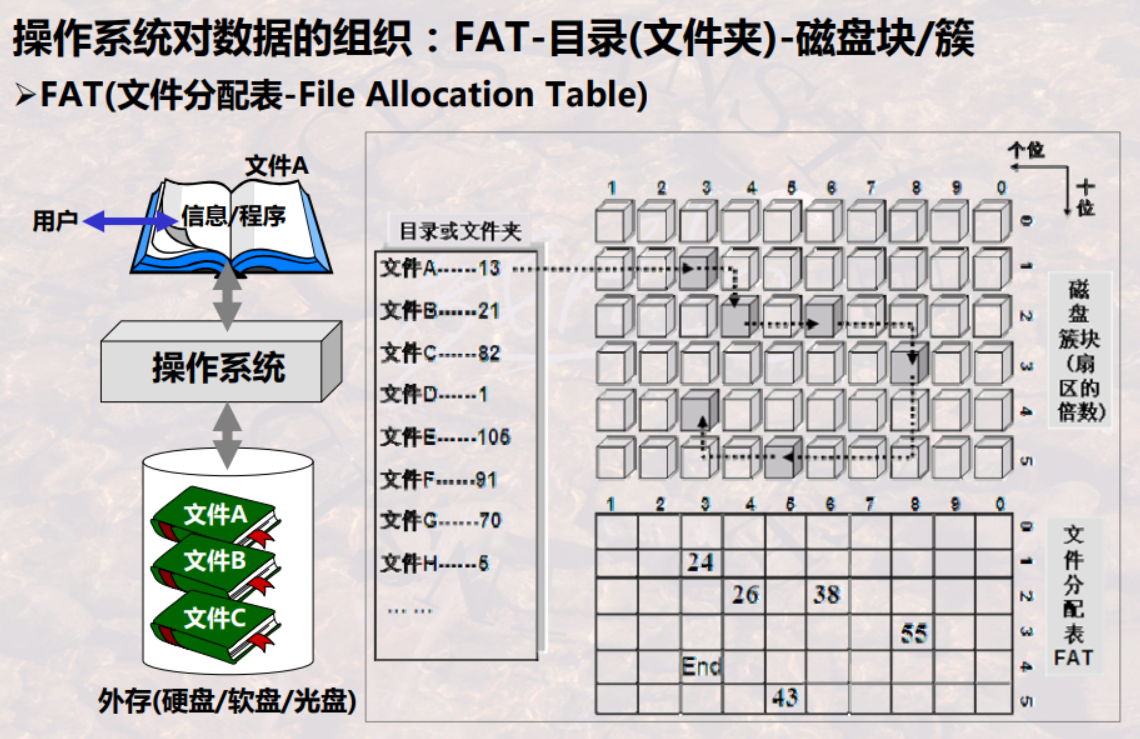 操作系统对数据的组织：FAT-目录(文件夹)-磁盘块/簇
➢FAT(文件分配表-File Allocation Table)
文件A
信息/程序
用户
操作系统
文件A
文件B
文件C
外存(硬盘/软盘/光盘)
目录或文件夹
文件A------13
文件B------21
文件C------82
文件D------1
文件E------105
文件F------91
文件G------70
文件H------5
... ...
个位
十位
1 2 3 4 5 6 7 8 9 0
0
1
2
3
4
5
磁盘簇块(扇区的倍数)
1 2 3 4 5 6 7 8 9 0
0
24 1
26 38 2
55 3
End 4
43 5
文件分配表FAT